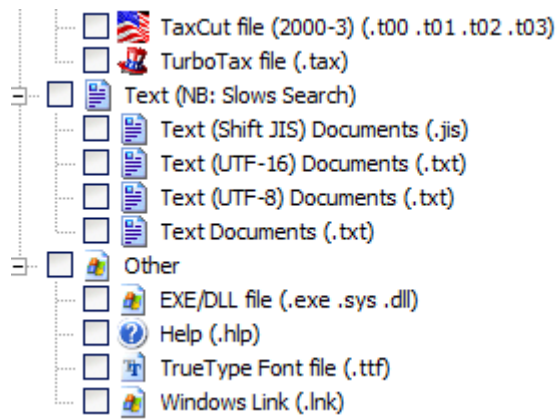 TaxCut file (2000-3) (.t00 .t01 .t02 .t03)
TurboTax file (.tax)
Text (NB: Slows Search)
Text (Shift JIS) Documents (.jis)
Text (UTF-16) Documents (.txt)
Text (UTF-8) Documents (.txt)
Text Documents (.txt)
Other
EXE/DLL file (.exe .sys .dll)
Help (.hlp)
TrueType Font file (.ttf)
Windows Link (.lnk)